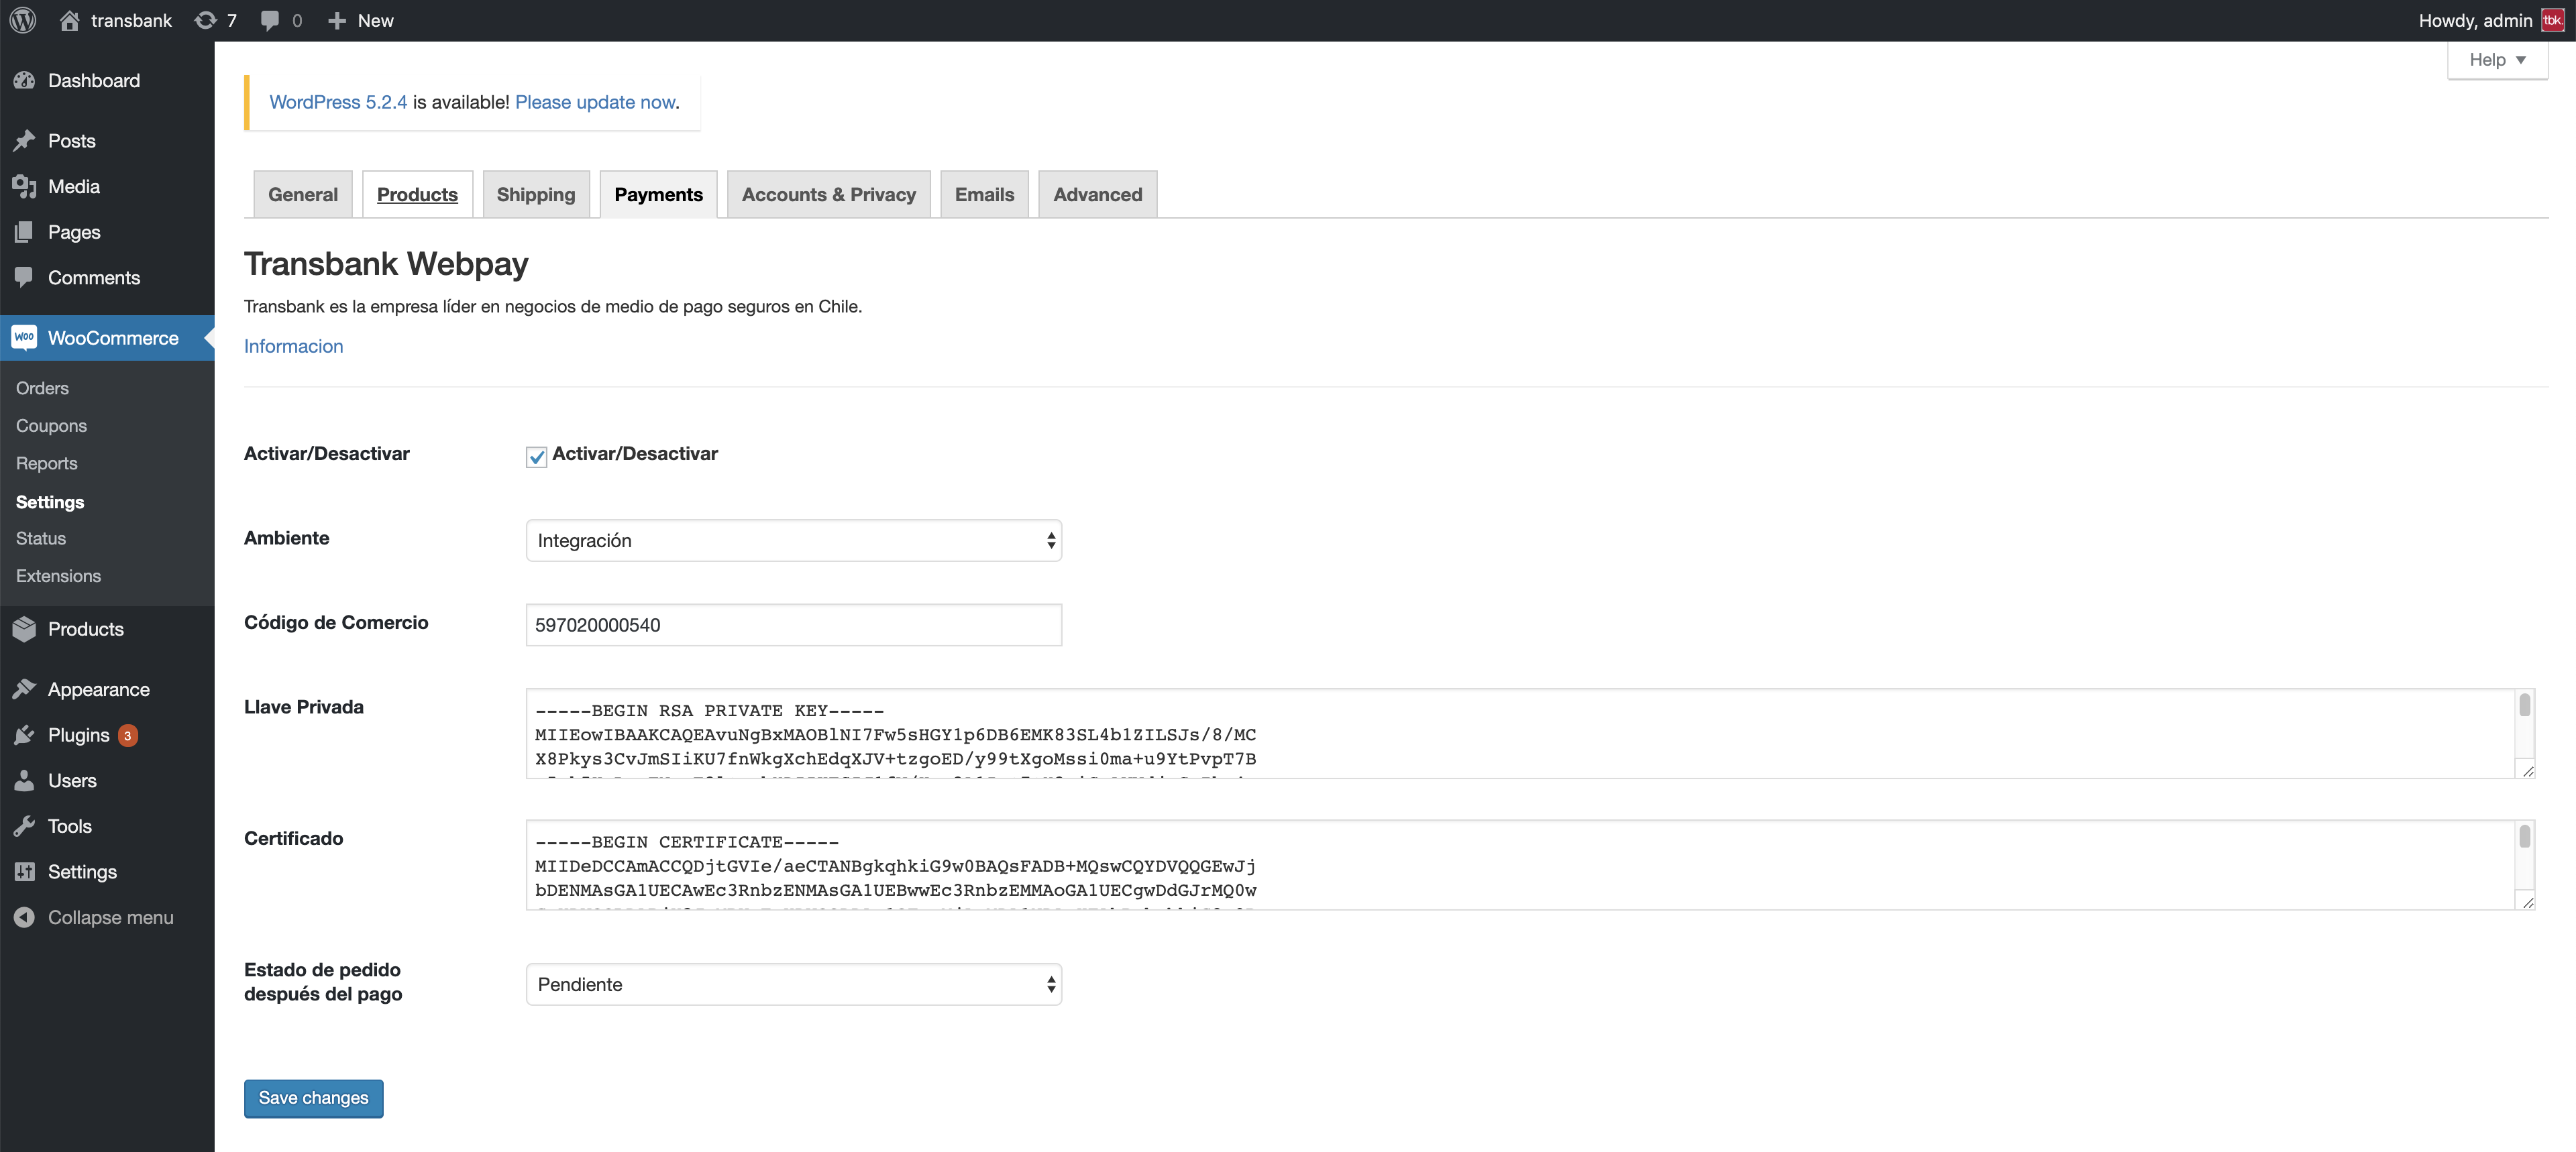 transbank 7 0 New Howdy, admin tbk.
Help
Dashboard
Posts
Media
Pages
Comments
WOO WooCommerce
Orders
Coupons
Reports
Settings
Status
Extensions
Products
Appearance
Plugins 3
Users
Tools
Settings
Collapse menu
WordPress 5.2.4 is available! Please update now.
General Products Shipping Payments Accounts & Privacy Emails Advanced
Transbank Webpay
Transbank es la empresa líder en negocios de medio de pago seguros en Chile.
Informacion
Activar/Desactivar Activar/Desactivar
Ambiente Integración
Código de Comercio 597020000540
Llave Privada
-----BEGIN RSA PRIVATE KEY-----
MIIEowIBAAKCAQEAvuNgBxMAOBlNI7Fw5sHGY1p6DB6EMK83SL4b1ZILSJs/8/MC
X8Pkys3CvJmSIiKU7fnWkgXchEdqXJV+tzgoED/y99tXgoMssi0ma+u9YtPvpT7B
Certificado
-----BEGIN CERTIFICATE-----
MIIDeDCCAmACCQDjtGVIe/aeCTANBgkqhkiG9w0BAQsFADB+MQswCQYDVQQGEwJj
bDENMAsGA1UECAwEc3RnbzENMAsGA1UEBwwEc3RnbzEMMAoGA1UECgwDdGJrMQ0w
Estado de pedido
después del pago
Pendiente
Save changes